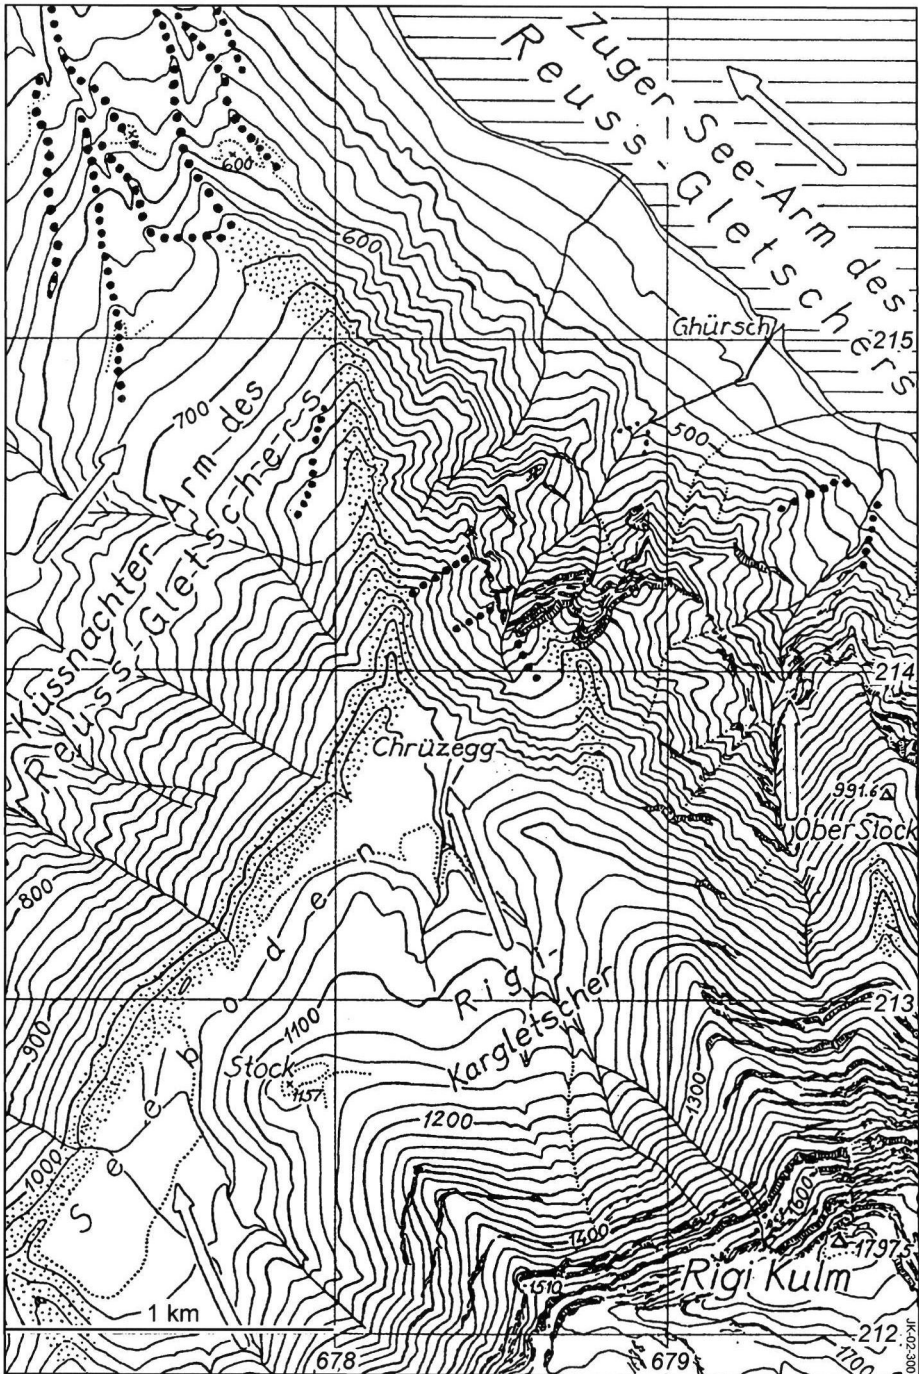 Zuger See-Arm des
Reuss-Gletschers
600
600
Ghürsch
215
700
500
Küssnachter Arm des
Reuss-Gletschers
214
Chrüzegg
991.6
Ober Stock
800
Seeboden
900
1100
Rigi-
Kargletscher
213
Stock
1157
1200
1300
1000
1400
1600
1797.5
1510
Rigi Kulm
1 km
212
678
679
1700
JK-02-300